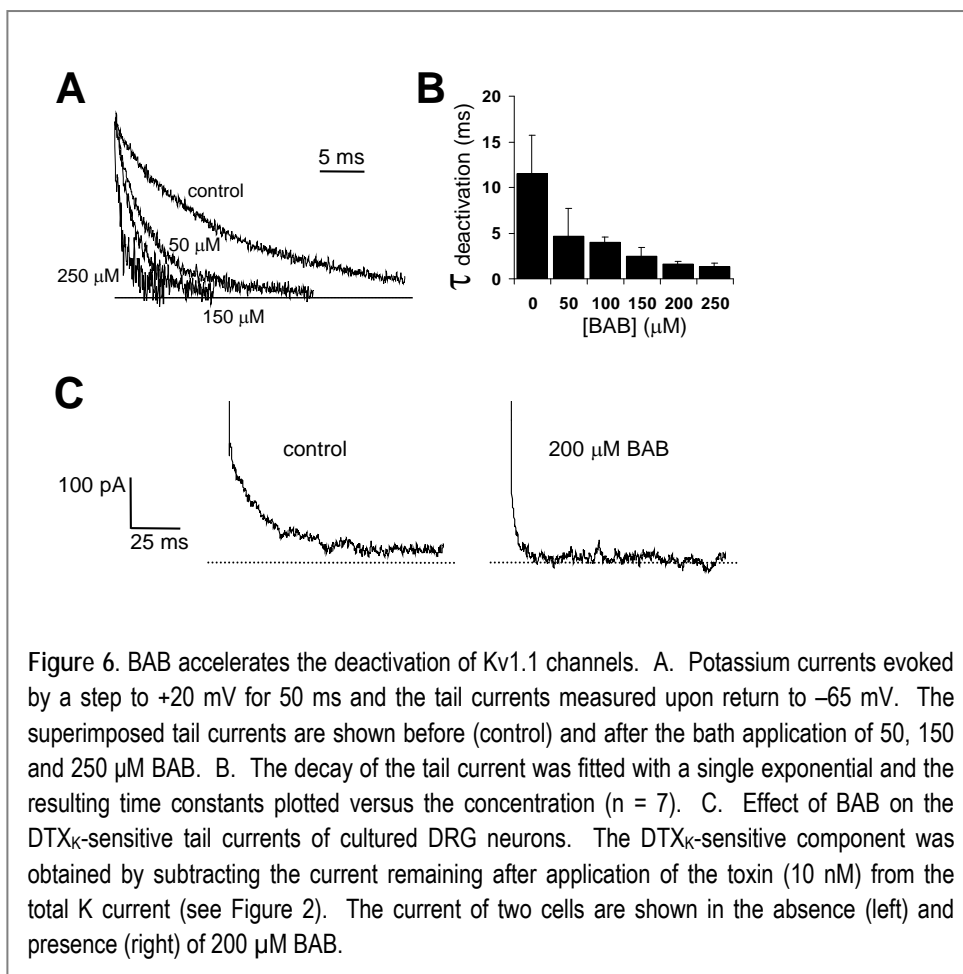 A
5 ms
control
50 μM
250 μM
150 μM
B
20
15
10
5
0
τ deactivation (ms)
0 50 100 150 200 250
[BAB] (μM)
C
control
200 μM BAB
100 pA
25 ms
Figure 6. BAB accelerates the deactivation of Kv1.1 channels. A. Potassium currents evoked
by a step to +20 mV for 50 ms and the tail currents measured upon return to –65 mV. The
superimposed tail currents are shown before (control) and after the bath application of 50, 150
and 250 µM BAB. B. The decay of the tail current was fitted with a single exponential and the
resulting time constants plotted versus the concentration (n = 7). C. Effect of BAB on the
DTXK-sensitive tail currents of cultured DRG neurons. The DTXK-sensitive component was
obtained by subtracting the current remaining after application of the toxin (10 nM) from the
total K current (see Figure 2). The current of two cells are shown in the absence (left) and
presence (right) of 200 µM BAB.